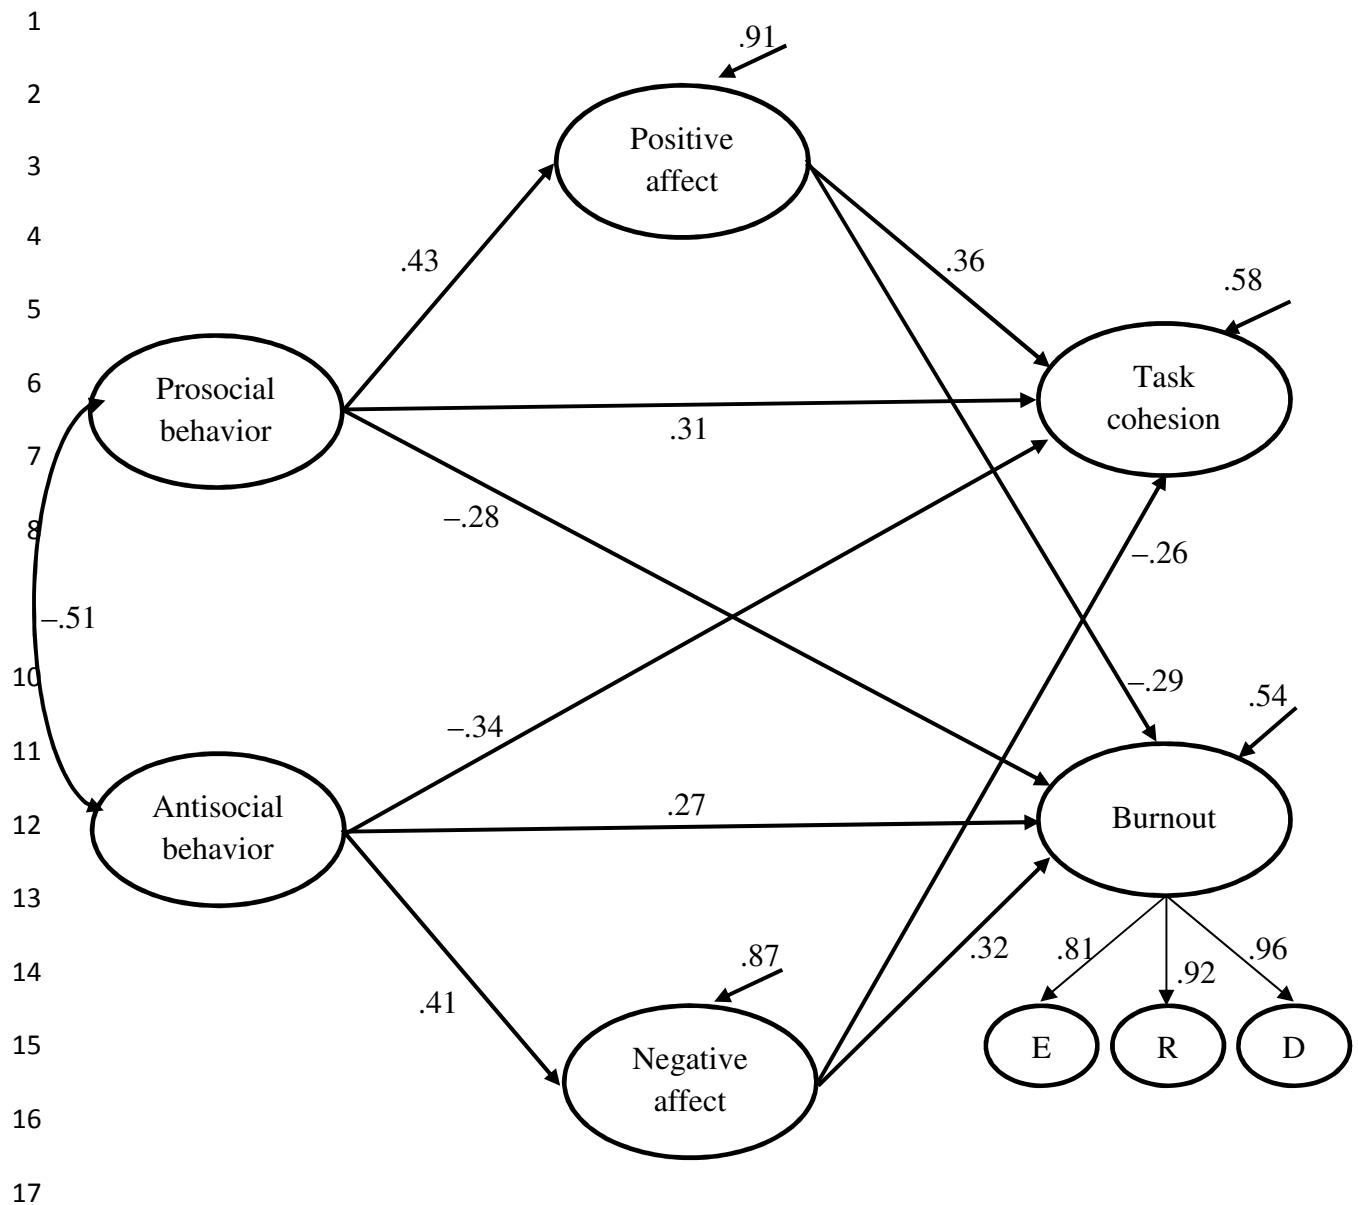 1
.91
2
Positive
affect
3
4
.43
.36
.58
5
6
Prosocial
behavior
Task
cohesion
.31
7
–.28
8
–.26
–.51
10
–.29
.54
–.34
11
Antisocial
behavior
.27
Burnout
12
13
.81
.92
.96
.32
.87
14
.41
15
Negative
affect
E
R
D
16
17